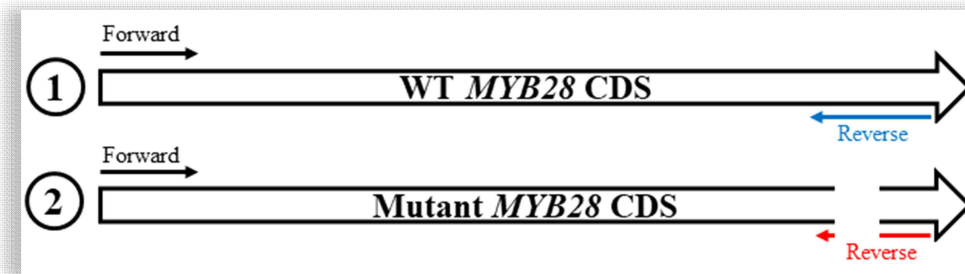 Forward
1
WT MYB28 CDS
Reverse
Forward
2
Mutant MYB28 CDS
Reverse